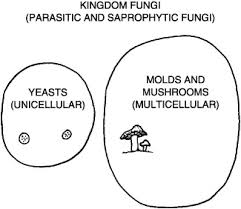 KINGDOM FUNGI
(PARASITIC AND SAPROPHYTIC FUNGI)
YEASTS
(UNICELLULAR)
MOLDS AND
MUSHROOMS
(MULTICELLULAR)